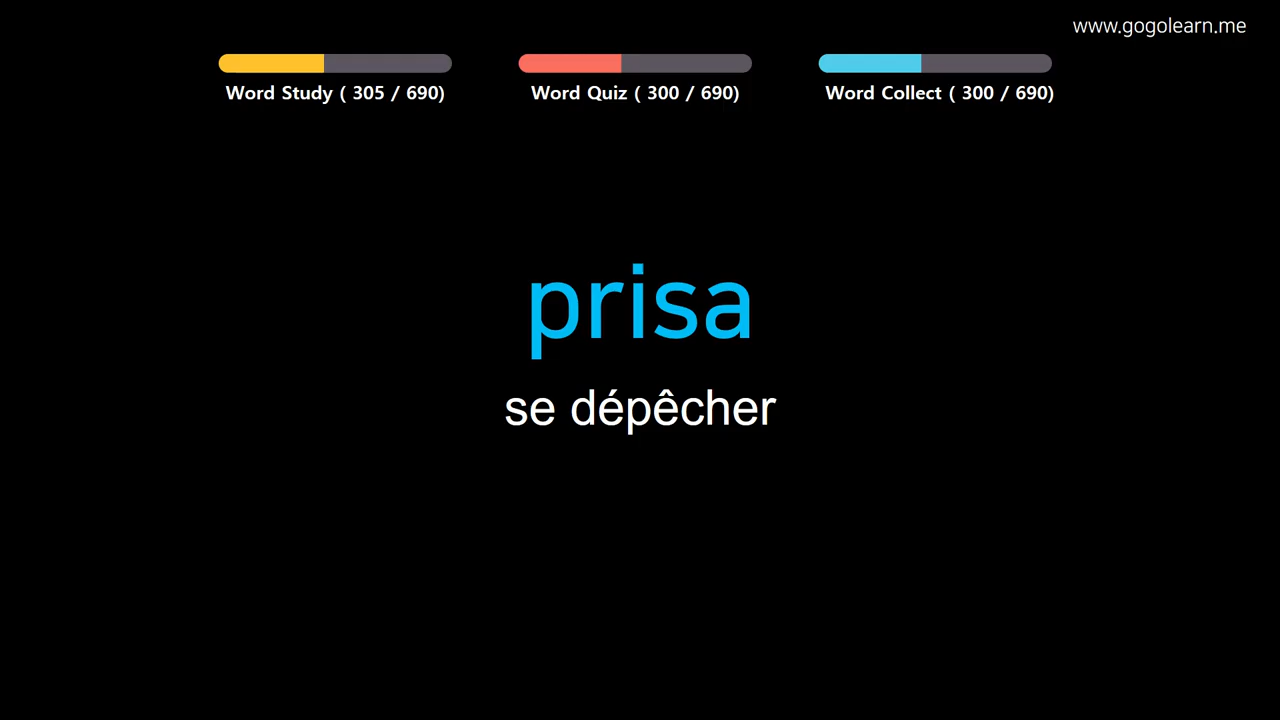 www.gogolearn.me
Word Study ( 305 / 690)
Word Quiz ( 300 / 690)
Word Collect ( 300 / 690)
prisa
se dépêcher